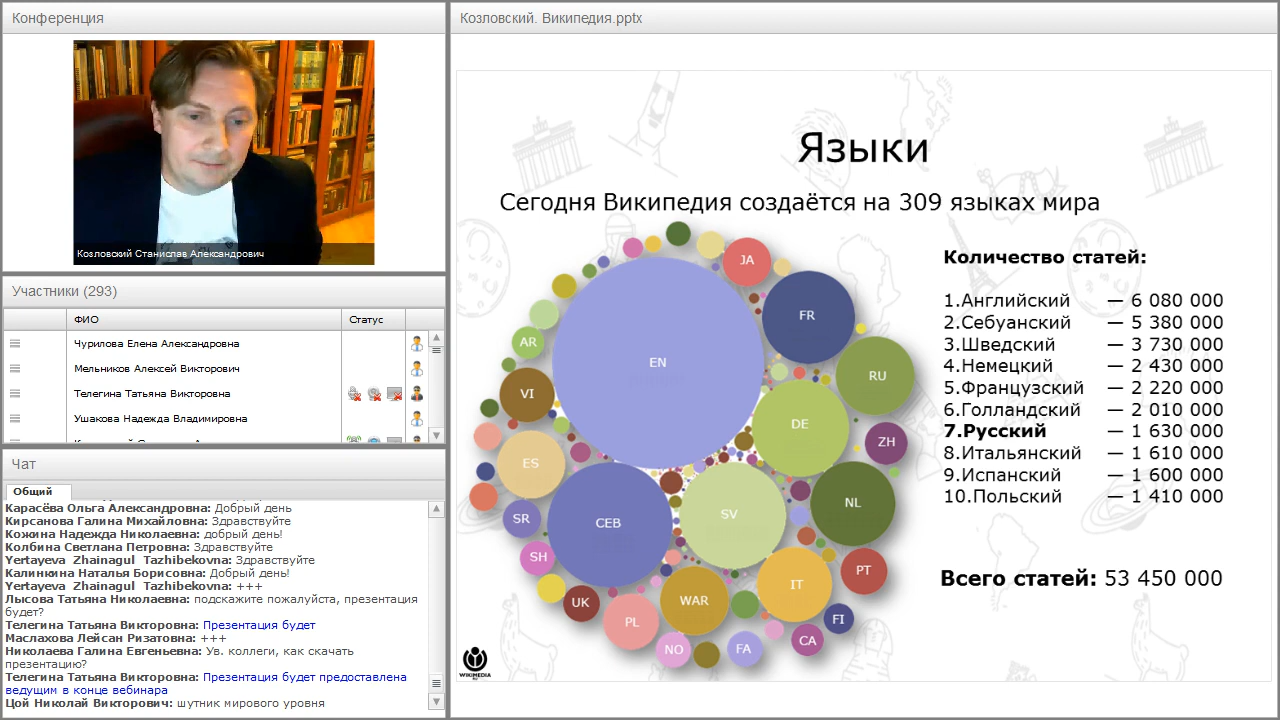 Конференция
Козловский Станислав Александрович
Участники (293)
ФИО
Статус
Чурилова Елена Александровна
Мельников Алексей Викторович
Телегина Татьяна Викторовна
Ушакова Надежда Владимировна
Чат
Общий
Карасёва Ольга Александровна: Добрый день
Кирсанова Галина Михайловна: Здравствуйте
Кожина Надежда Николаевна: добрый день!
Колбина Светлана Петровна: Здравствуйте
Yertayeva Zhainagul Tazhibekovna: Здравствуйте
Калинкина Наталья Борисовна: Добрый день!
Yertayeva Zhainagul Tazhibekovna: +++
Лысова Татьяна Николаевна: подскажите пожалуйста, презентация
будет?
Телегина Татьяна Викторовна: Презентация будет
Маслахова Лейсан Ризатовна: +++
Николаева Галина Евгеньевна: Ув. коллеги, как скачать
презентацию?
Телегина Татьяна Викторовна: Презентация будет предоставлена
ведущим в конце вебинара
Цой Николай Викторович: шутник мирового уровня
Козловский. Википедия.pptx
Языки
Сегодня Википедия создаётся на 309 языках мира
JA
FR
AR
EN
RU
VI
DE
ZH
ES
NL
SR
CEB
SV
SH
PT
UK
WAR
IT
PL
FI
NO
FA
CA
Количество статей:
1.Английский — 6 080 000
2.Себуанский — 5 380 000
3.Шведский — 3 730 000
4.Немецкий — 2 430 000
5.Французский — 2 220 000
6.Голландский — 2 010 000
7.Русский — 1 630 000
8.Итальянский — 1 610 000
9.Испанский — 1 600 000
10.Польский — 1 410 000
Всего статей: 53 450 000
WIKIMEDIA
RU